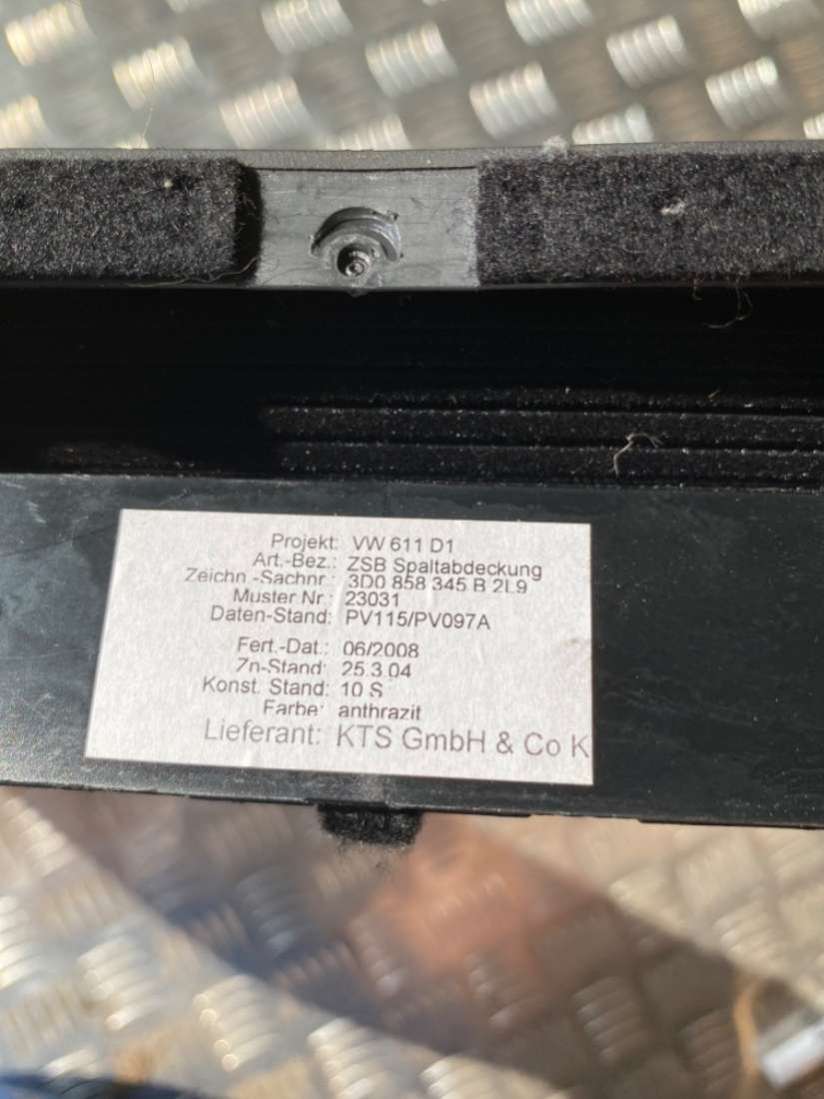 Projekt: VW 611 D1
Art.-Bez.: ZSB Spaltabdeckung
Zeichn.-Sachnr.: 3D0 858 345 B 2L9
Muster Nr.: 23031
Daten-Stand: PV115/PV097A
Fert.-Dat.: 06/2008
Zn-Stand: 25.3.04
Konst. Stand: 10 S
Farbe: anthrazit
Lieferant: KTS GmbH & Co K